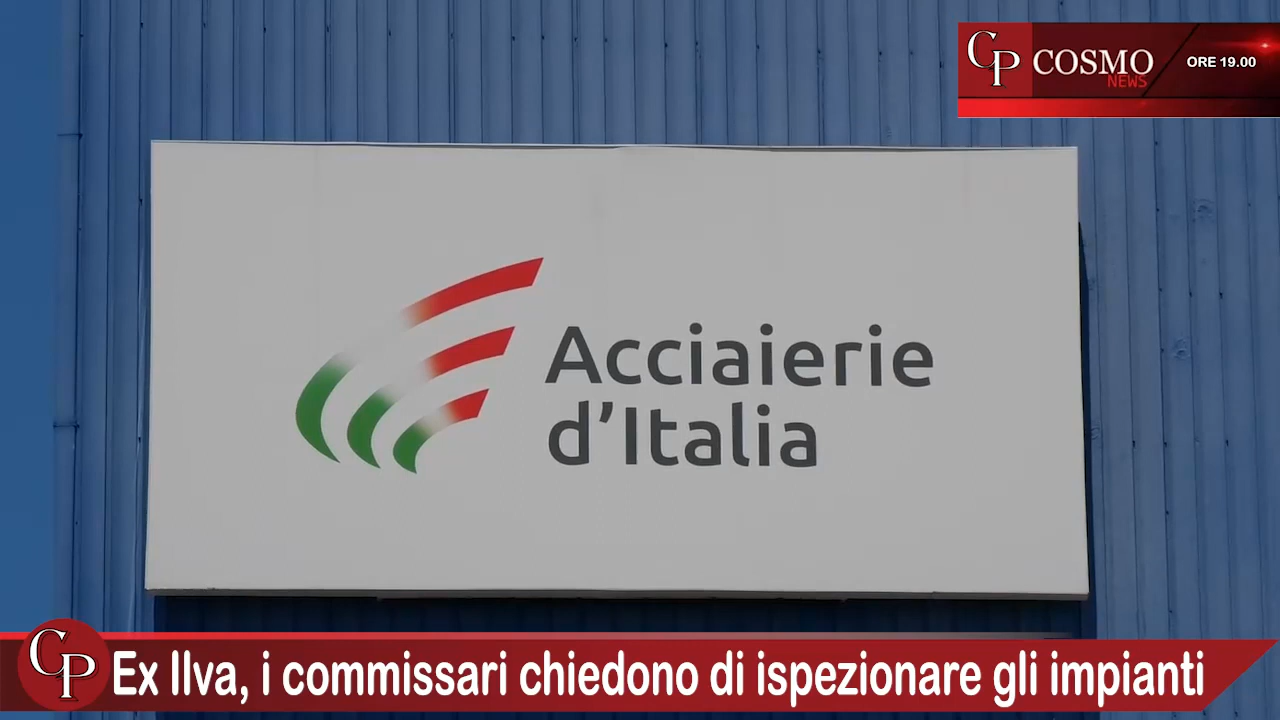 CP COSMO
NEWS
ORE 19.00
Acciaierie
d'Italia
CP Ex Ilva, i commissari chiedono di ispezionare gli impianti